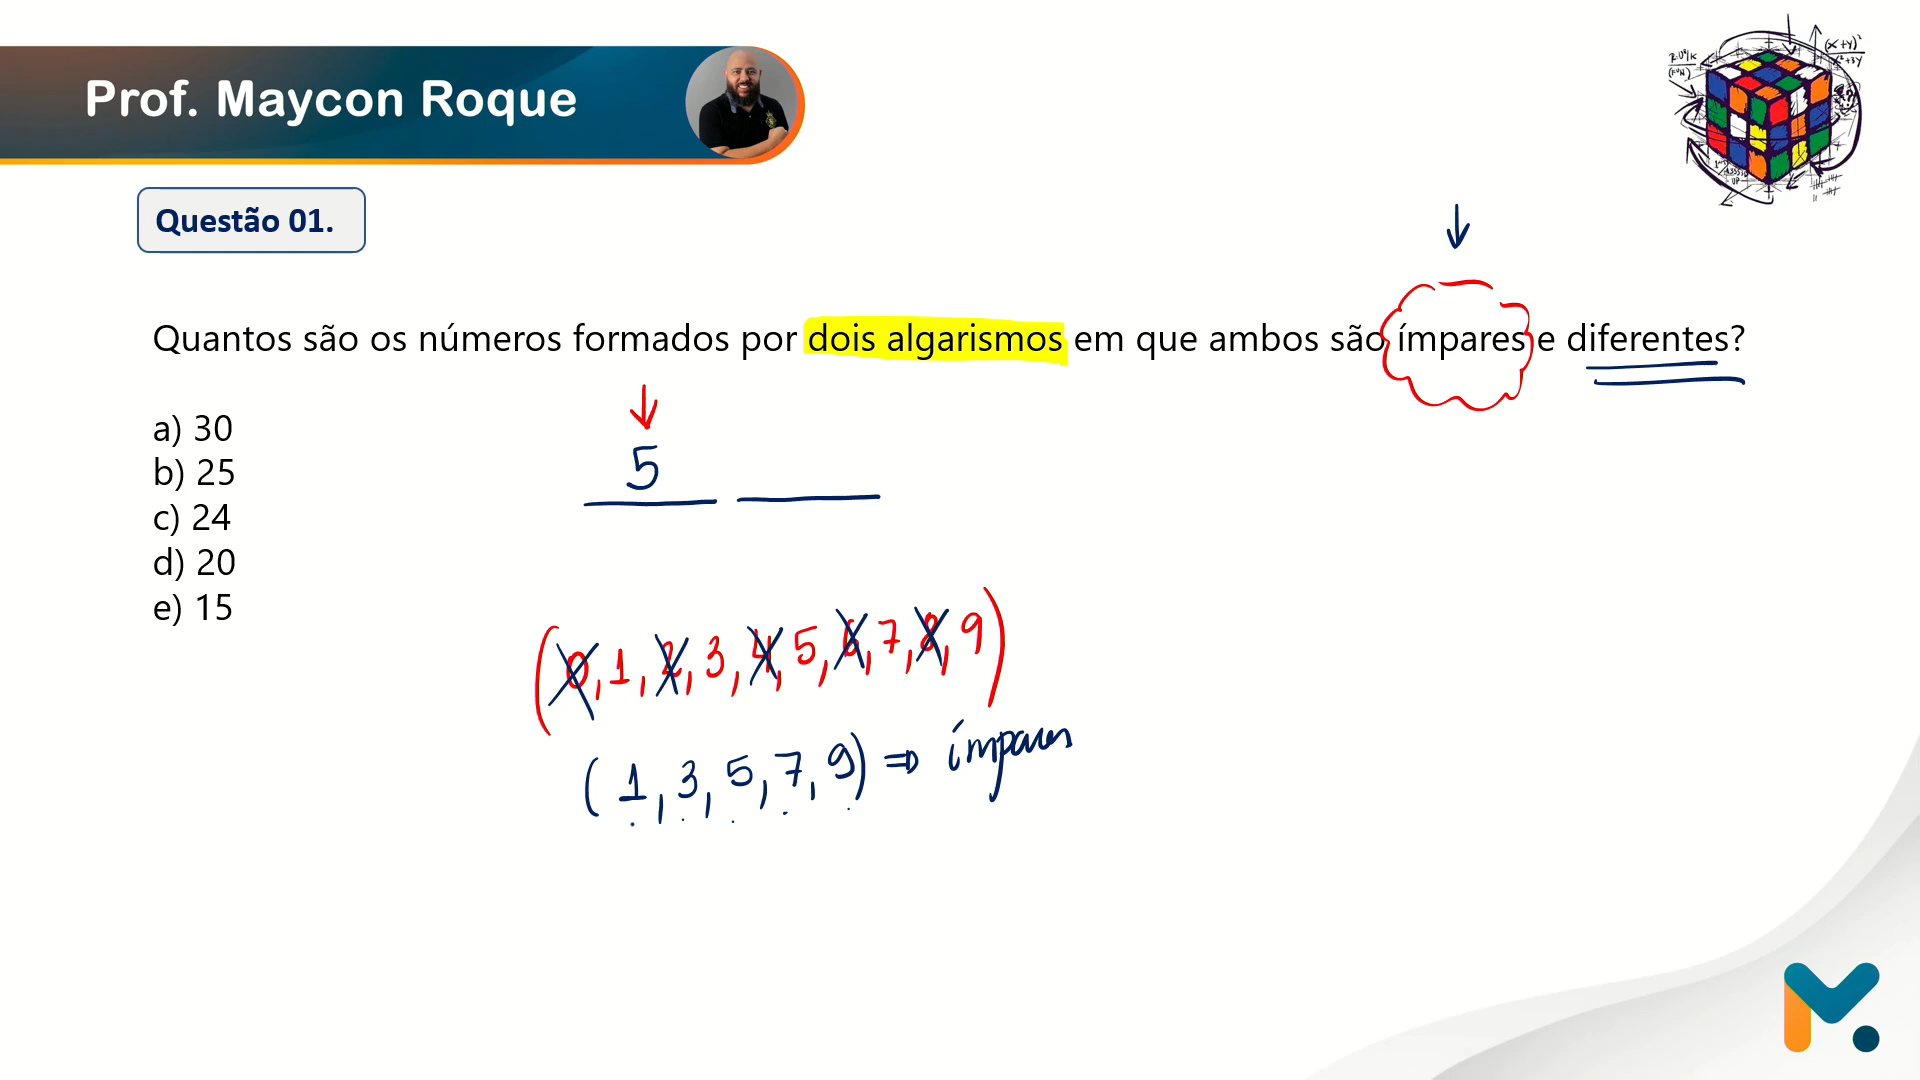 Prof. Maycon Roque
Questão 01.
Quantos são os números formados por dois algarismos em que ambos são ímpares e diferentes?
a) 30
b) 25
c) 24
d) 20
e) 15
5
(0, 1, 2, 3, 4, 5, 6, 7, 8, 9)
(1, 3, 5, 7, 9) ⇒ ímpares